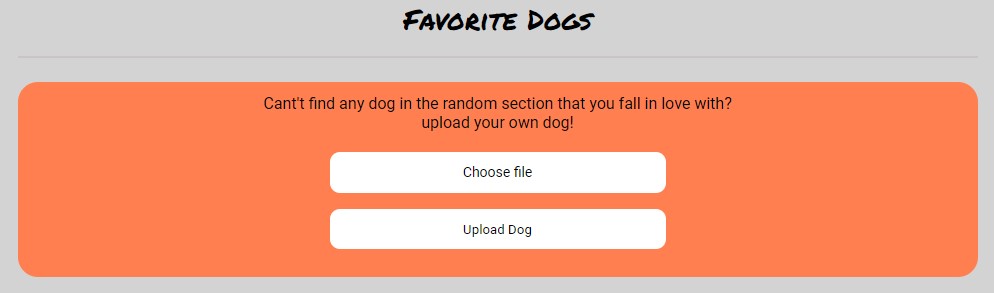 Favorite Dogs
Cant't find any dog in the random section that you fall in love with?
upload your own dog!
Choose file
Upload Dog